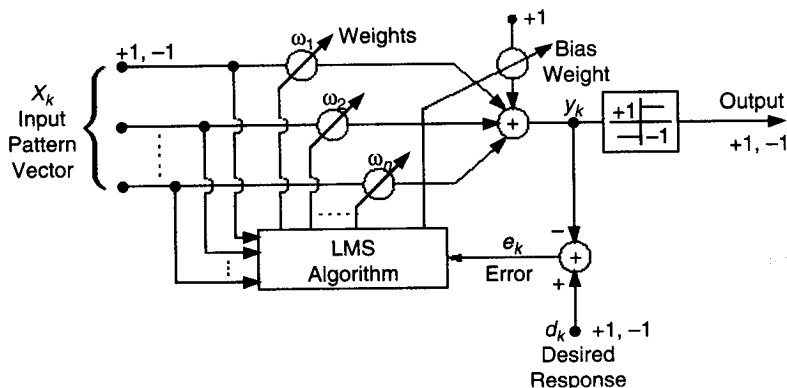 +1
+1, −1
ω1
Weights
Bias
Weight
Xk
Input
Pattern
Vector
ω2
ωn
+
yk
+1
−1
Output
+1, −1
LMS
Algorithm
ek
Error
−
+
+
dk
+1, −1
Desired
Response